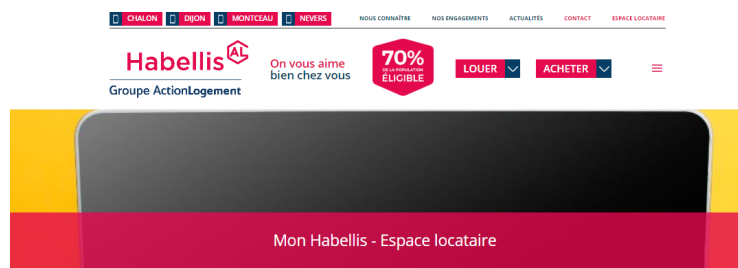 CHALON DIJON MONTCEAU NEVERS NOUS CONNAÎTRE NOS ENGAGEMENTS ACTUALITÉS CONTACT ESPACE LOCATAIRE
Habellis AL
Groupe ActionLogement
On vous aime
bien chez vous
70%
DE LA POPULATION
ÉLIGIBLE
LOUER ACHETER
Mon Habellis - Espace locataire